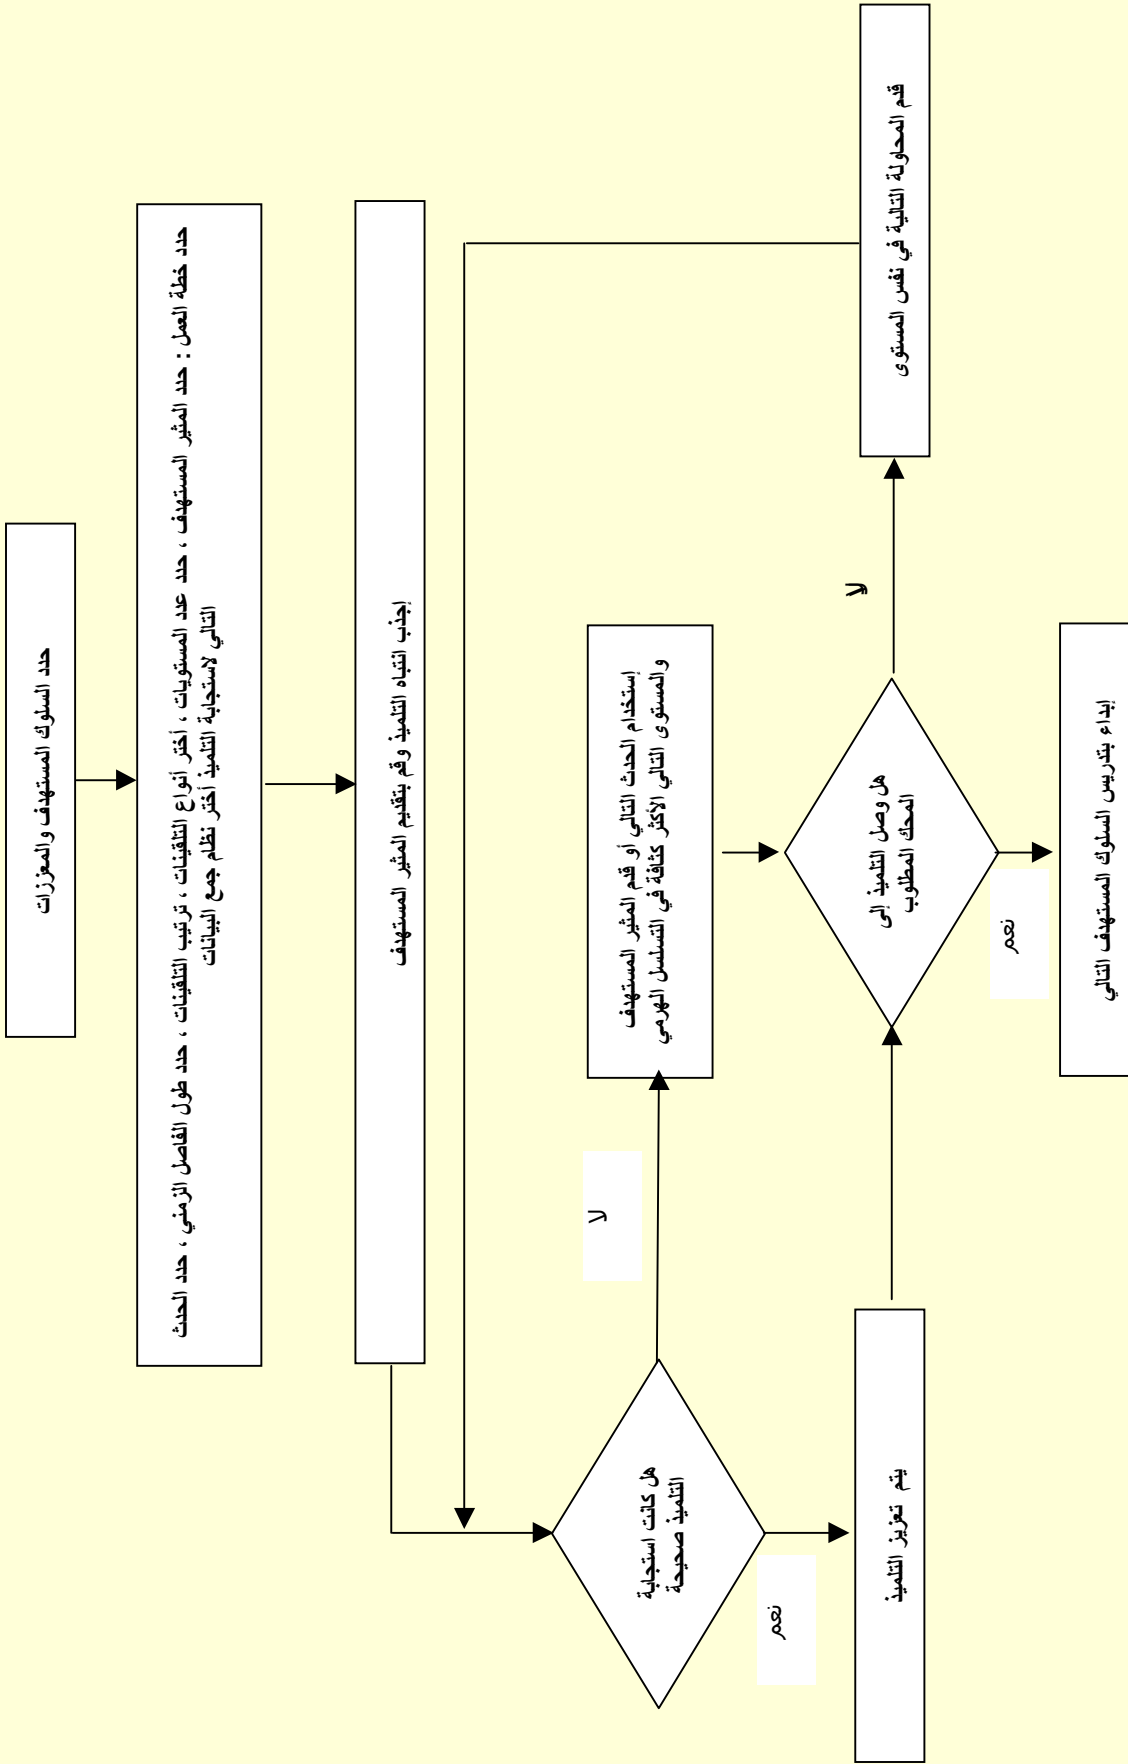 حدد السلوك المستهدف والمعززات
حدد خطة العمل : حدد المثير المستهدف ، حدد عدد المستويات ، أختر أنواع التلقينات ، ترتيب التلقينات ، حدد طول الفاصل الزمني ، حدد الحدث
التالي لاستجابة التلميذ أختر نظام جمع البيانات
إجذب انتباه التلميذ وقم بتقديم المثير المستهدف
هل كانت استجابة
التلميذ صحيحة
لا
نعم
إستخدام الحدث التالي أو قدم المثير المستهدف
والمستوى التالي الأكثر كثافة في التسلسل الهرمي
يتم تعزيز التلميذ
هل وصل التلميذ إلى
المحك المطلوب
لا
نعم
قدم المحاولة التالية في نفس المستوى
إبداء بتدريس السلوك المستهدف التالي